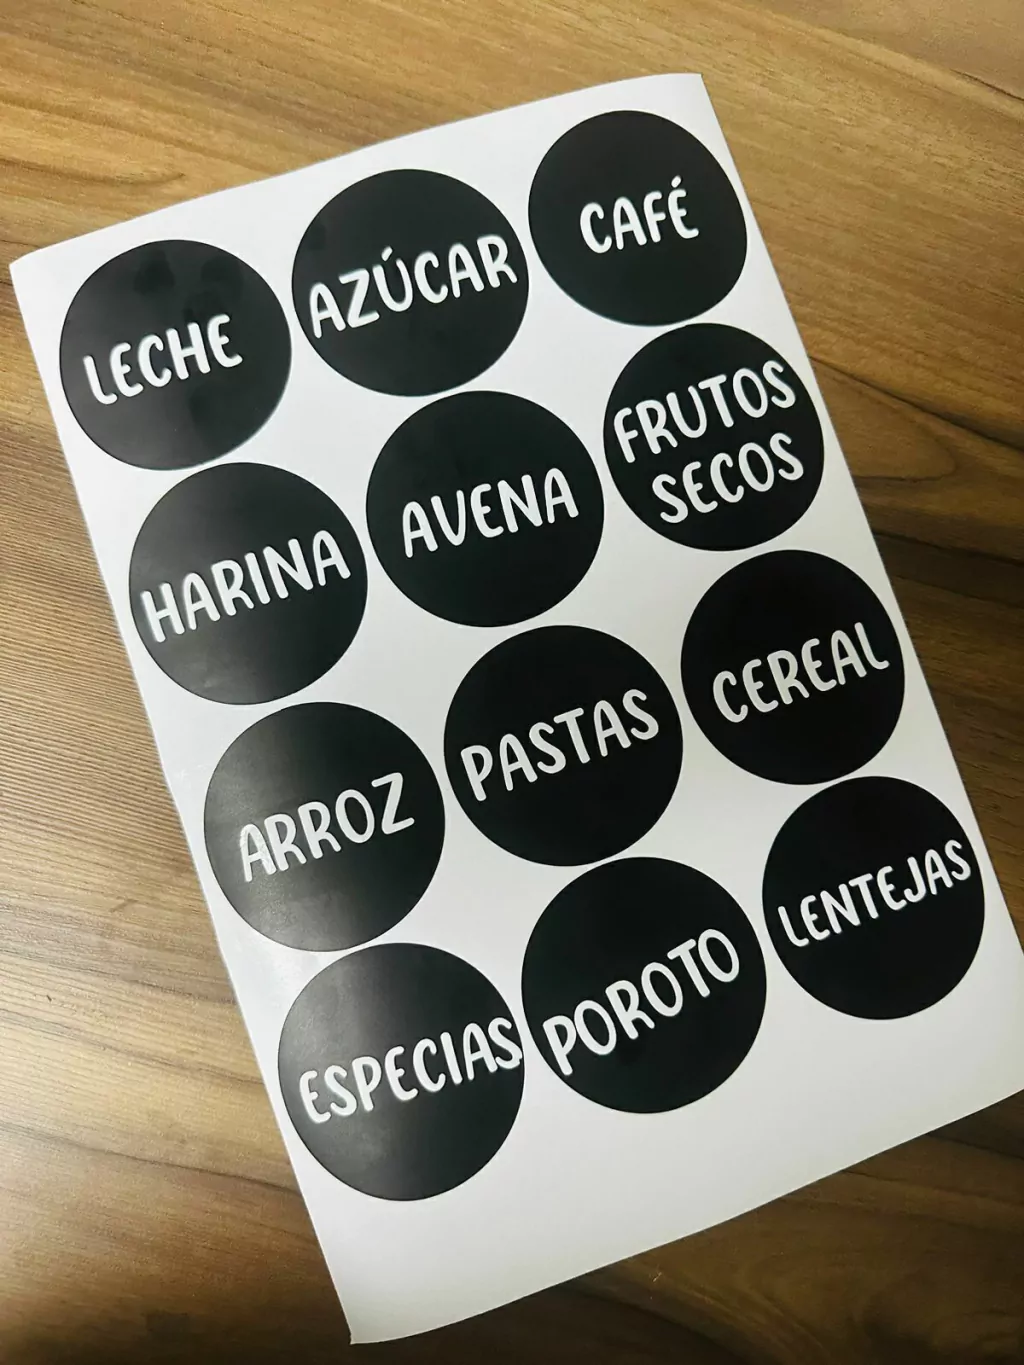 LECHE
AZÚCAR
CAFÉ
HARINA
AVENA
FRUTOS
SECOS
ARROZ
PASTAS
CEREAL
ESPECIAS
POROTO
LENTEJAS